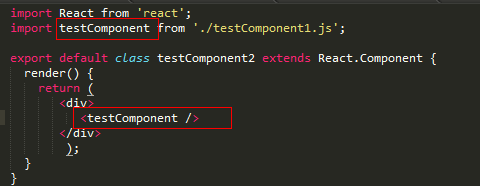 import React from 'react';
import testComponent from './testComponent1.js';
export default class testComponent2 extends React.Component {
render() {
return (
<div>
<testComponent />
</div>
);
}
}